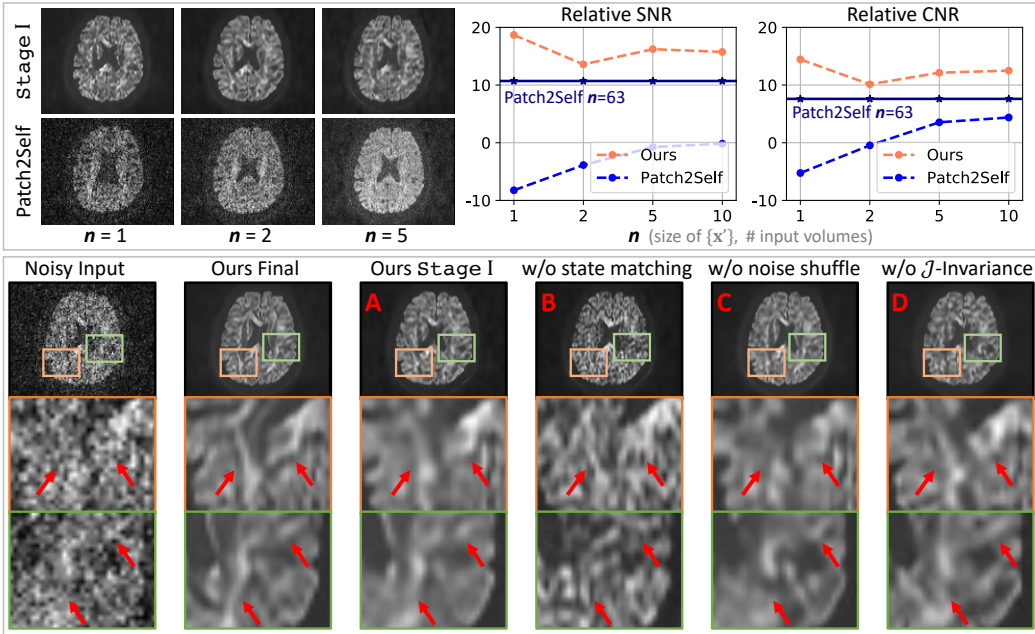 Stage I
Patch2Self
n = 1
n = 2
n = 5
Relative SNR
20
10
0
-10
Patch2Self n=63
Ours
Patch2Self
1
2
5
10
Relative CNR
20
10
0
-10
Patch2Self n=63
Ours
Patch2Self
1
2
5
10
n (size of {x'}, # input volumes)
Noisy Input
Ours Final
Ours Stage I
w/o state matching
w/o noise shuffle
w/o 𝒥-Invariance
A
B
C
D